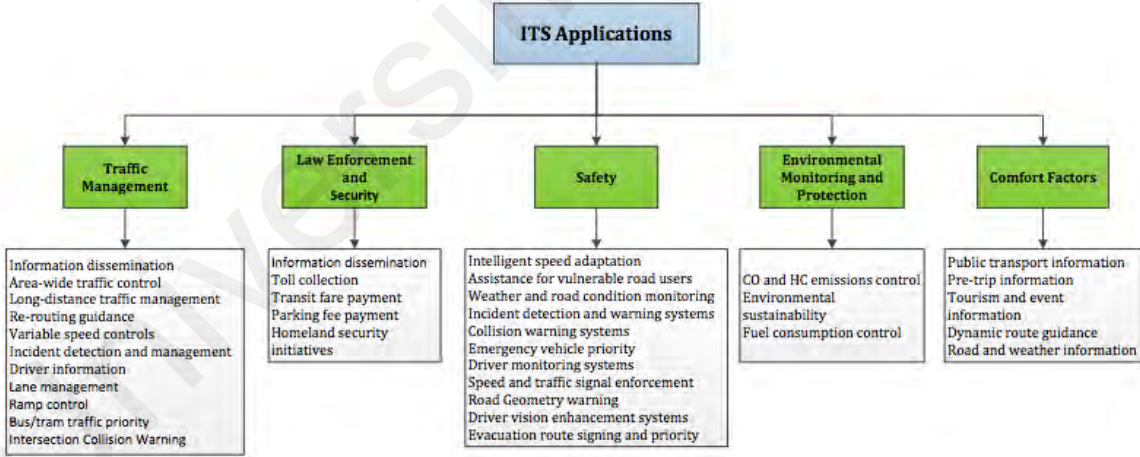 ITS Applications
Traffic
Management
Law Enforcement
and
Security
Safety
Environmental
Monitoring and
Protection
Comfort Factors
Information dissemination
Area-wide traffic control
Long-distance traffic management
Re-routing guidance
Variable speed controls
Incident detection and management
Driver information
Lane management
Ramp control
Bus/tram traffic priority
Intersection Collision Warning
Information dissemination
Toll collection
Transit fare payment
Parking fee payment
Homeland security
initiatives
Intelligent speed adaptation
Assistance for vulnerable road users
Weather and road condition monitoring
Incident detection and warning systems
Collision warning systems
Emergency vehicle priority
Driver monitoring systems
Speed and traffic signal enforcement
Road Geometry warning
Driver vision enhancement systems
Evacuation route signing and priority
CO and HC emissions control
Environmental
sustainability
Fuel consumption control
Public transport information
Pre-trip information
Tourism and event
information
Dynamic route guidance
Road and weather information